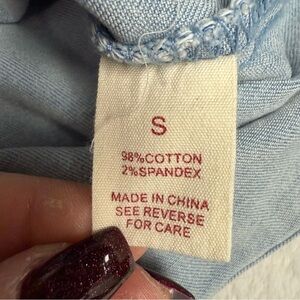 S
98%COTTON
2%SPANDEX
MADE IN CHINA
SEE REVERSE
FOR CARE